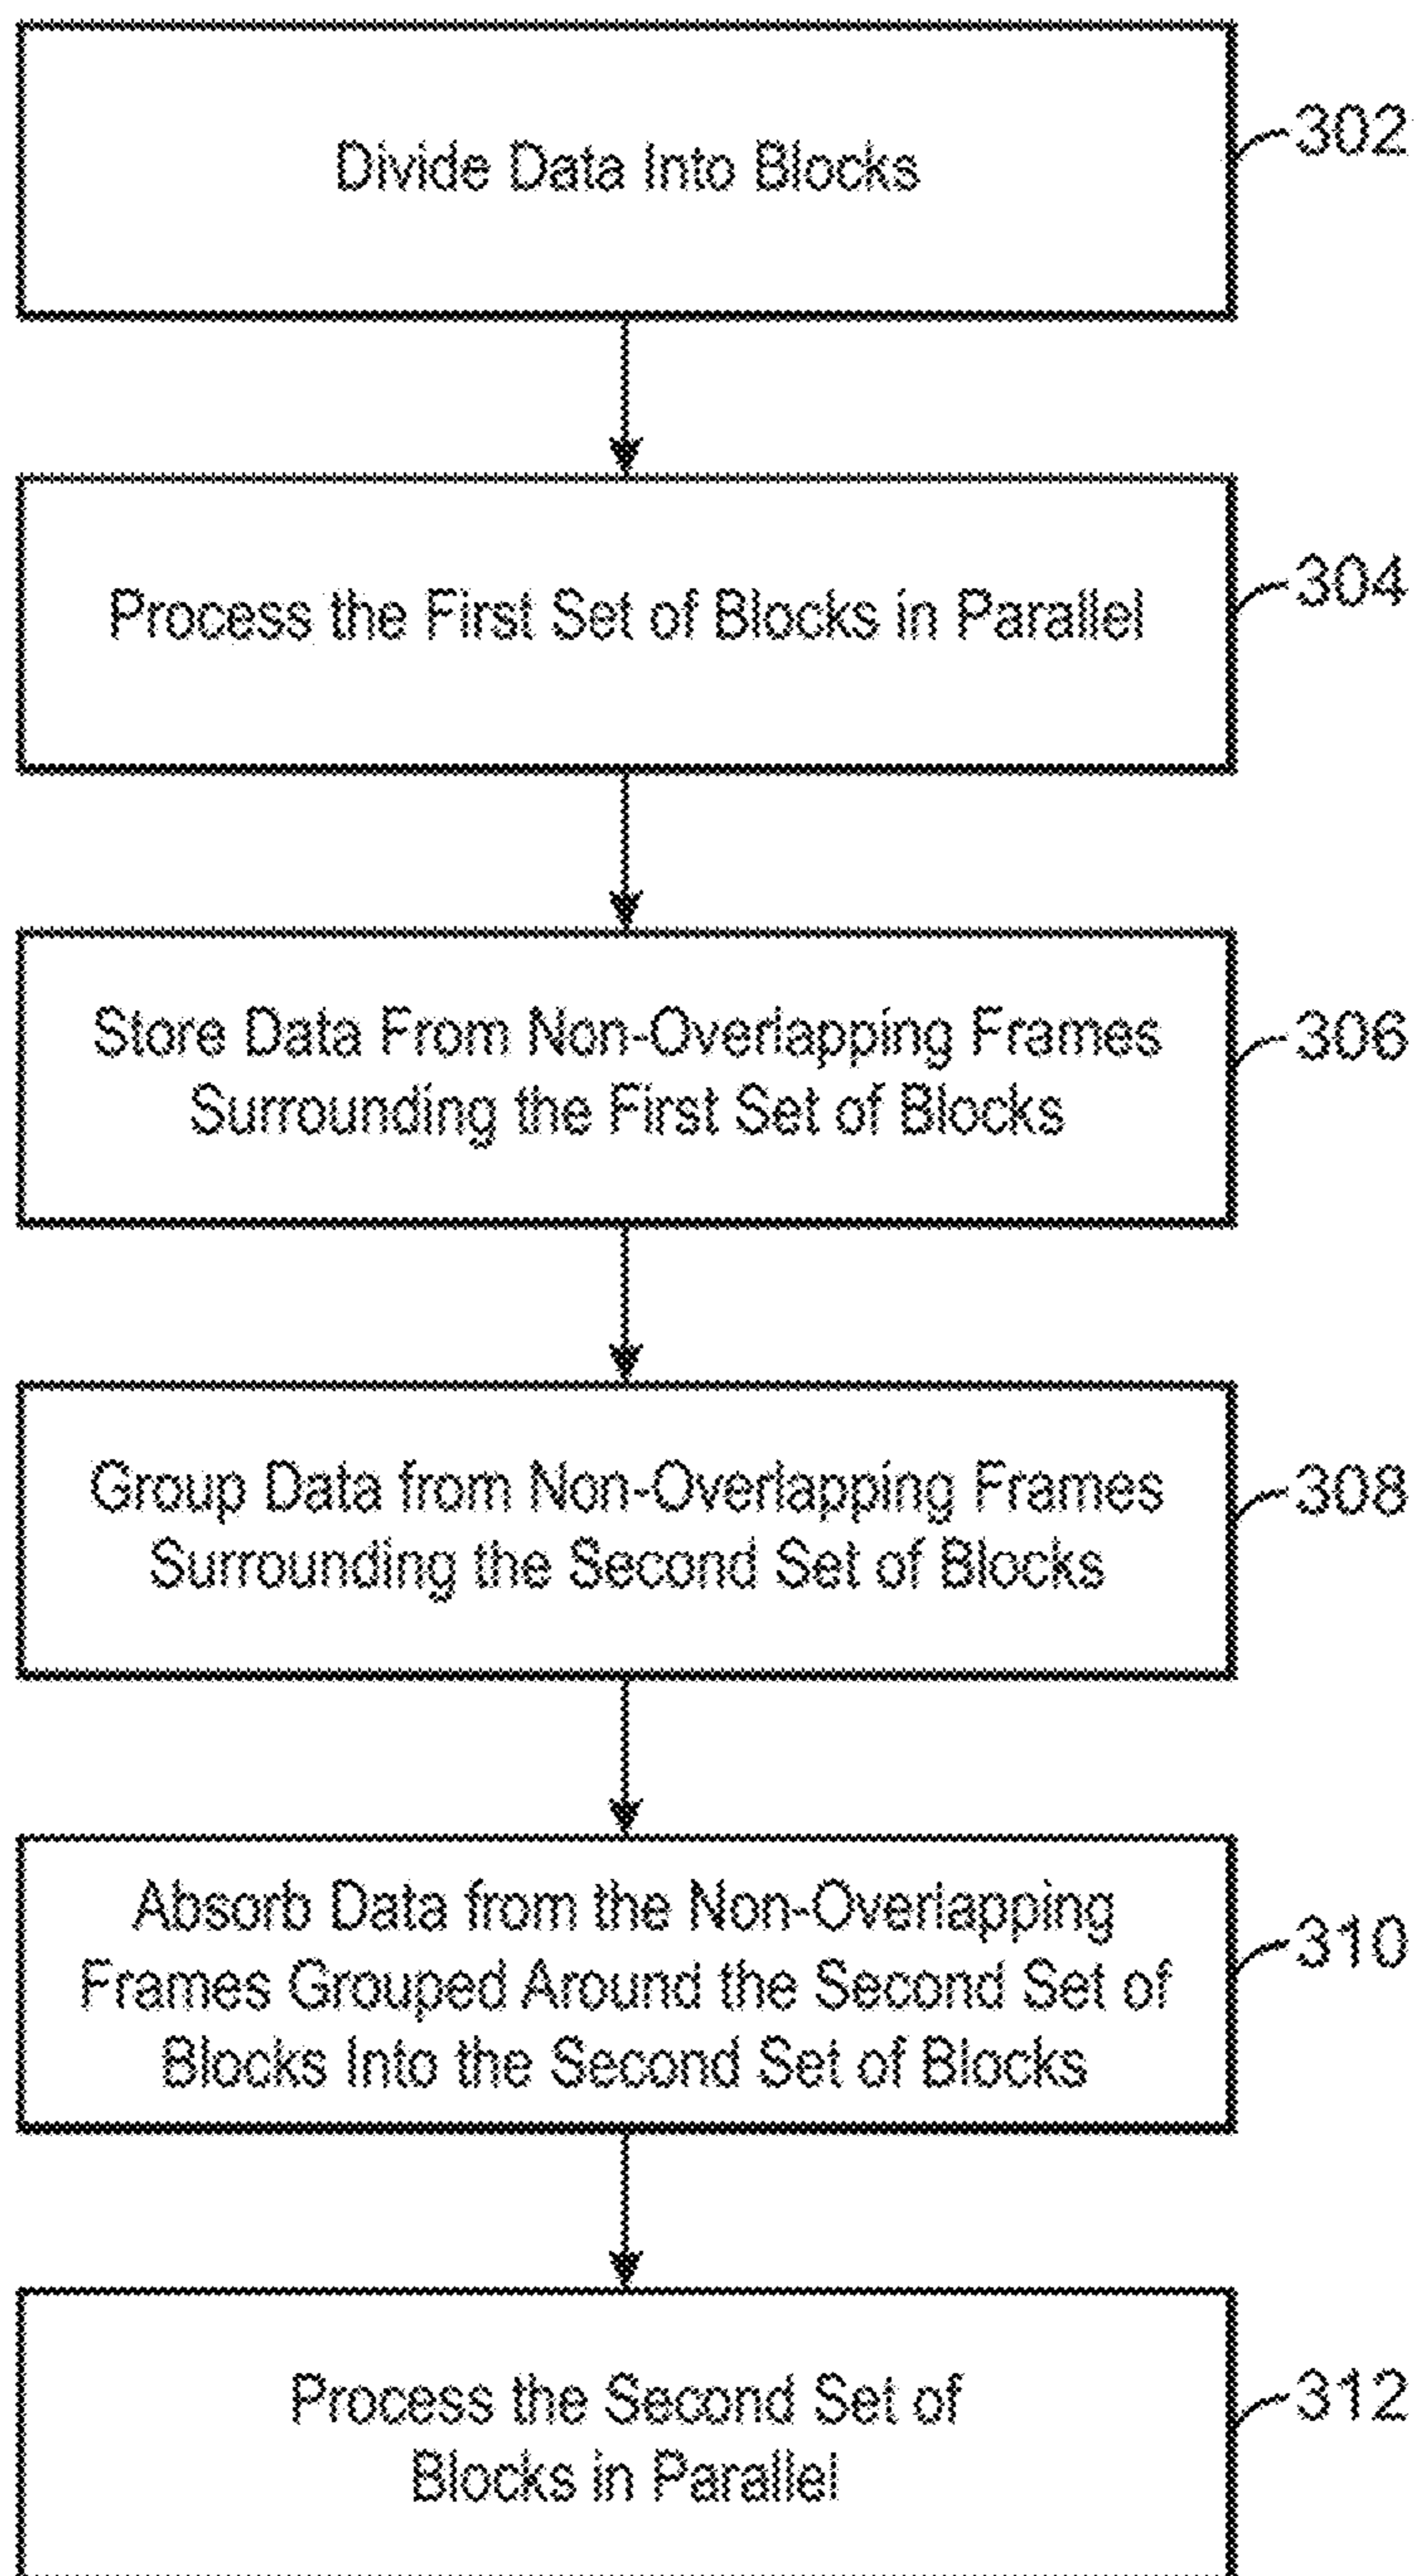 Divide Data Into Blocks
302
Process the First Set of Blocks in Parallel
304
Store Data From Non-Overlapping Frames
Surrounding the First Set of Blocks
306
Group Data from Non-Overlapping Frames
Surrounding the Second Set of Blocks
308
Absorb Data from the Non-Overlapping
Frames Grouped Around the Second Set of
Blocks Into the Second Set of Blocks
310
Process the Second Set of
Blocks in Parallel
312